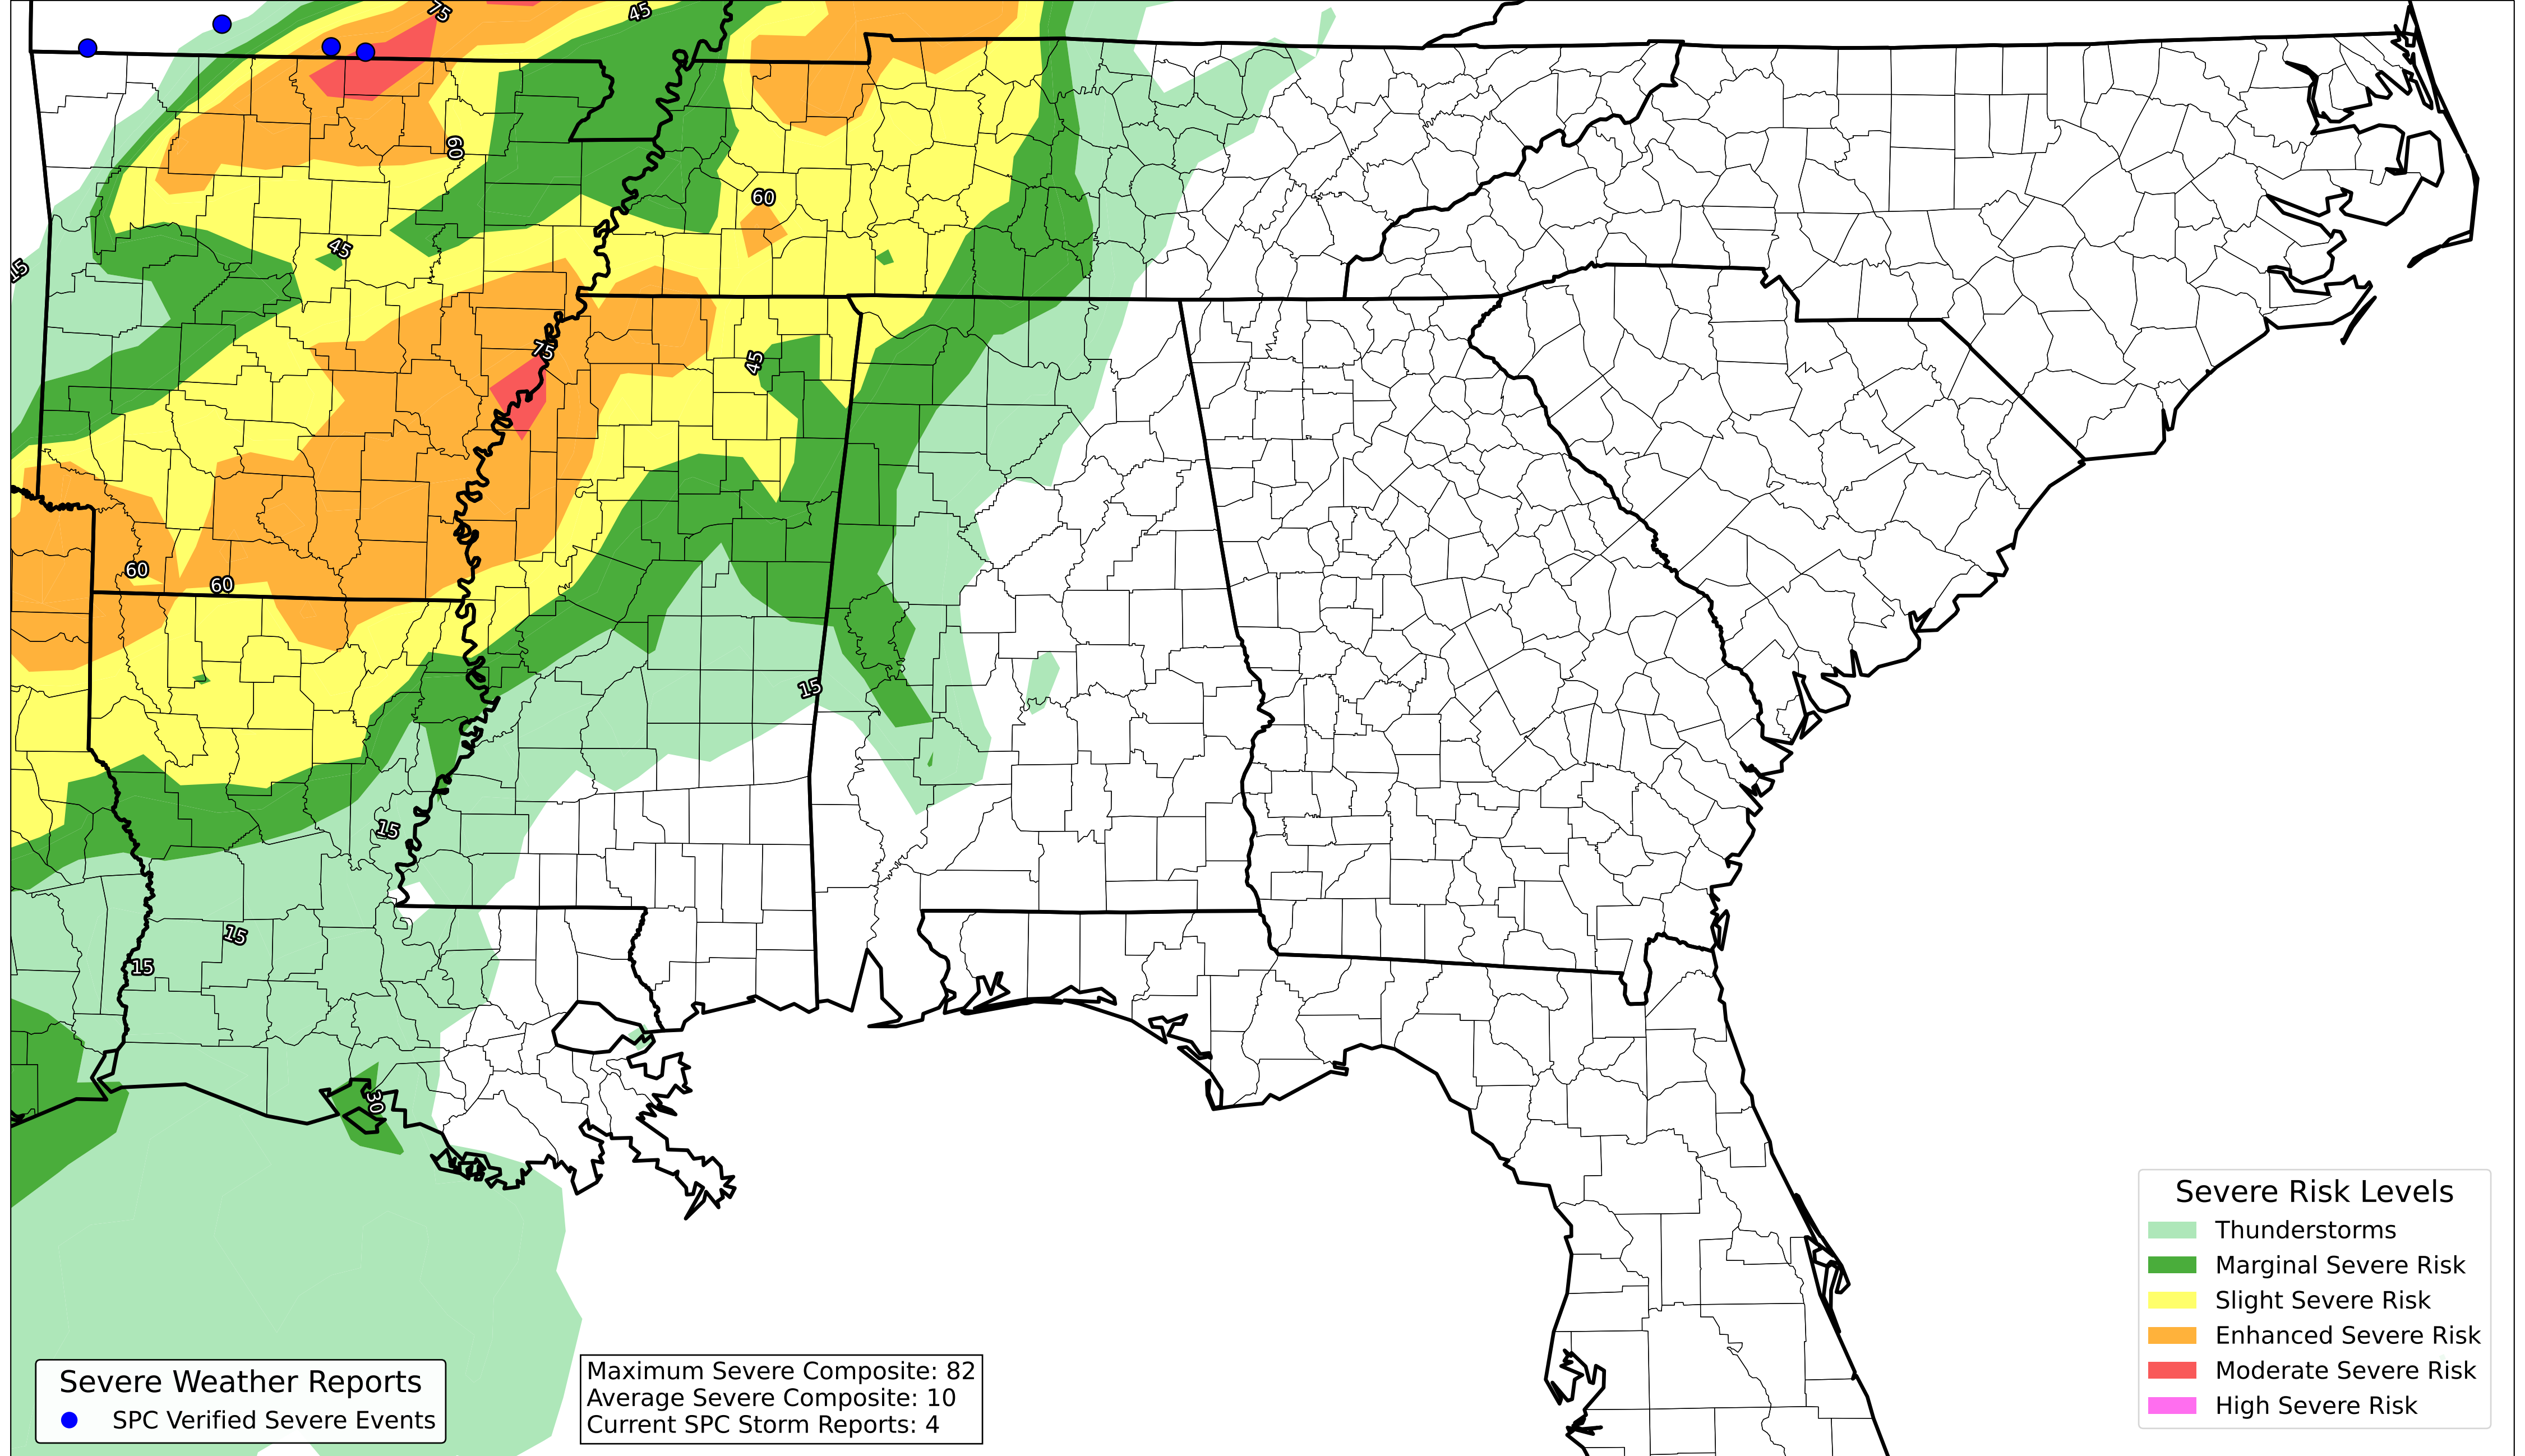 75
45
60
60
45
15
75
45
60
60
15
15
15
15
30
Severe Risk Levels
Thunderstorms
Marginal Severe Risk
Slight Severe Risk
Enhanced Severe Risk
Moderate Severe Risk
High Severe Risk
Severe Weather Reports
SPC Verified Severe Events
Maximum Severe Composite: 82
Average Severe Composite: 10
Current SPC Storm Reports: 4